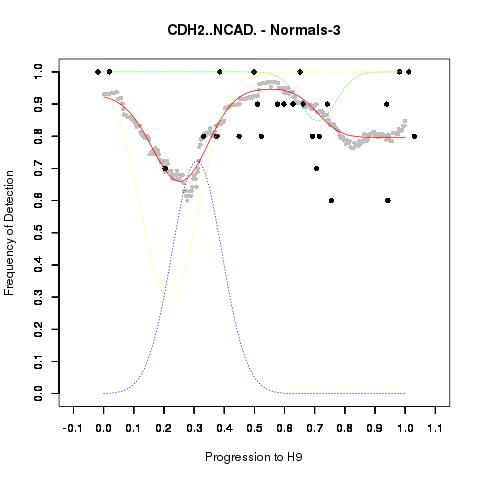 CDH2..NCAD. - Normals-3
Frequency of Detection
1.0
0.9
0.8
0.7
0.6
0.5
0.4
0.3
0.2
0.1
0.0
-0.1 0.0 0.1 0.2 0.3 0.4 0.5 0.6 0.7 0.8 0.9 1.0 1.1
Progression to H9